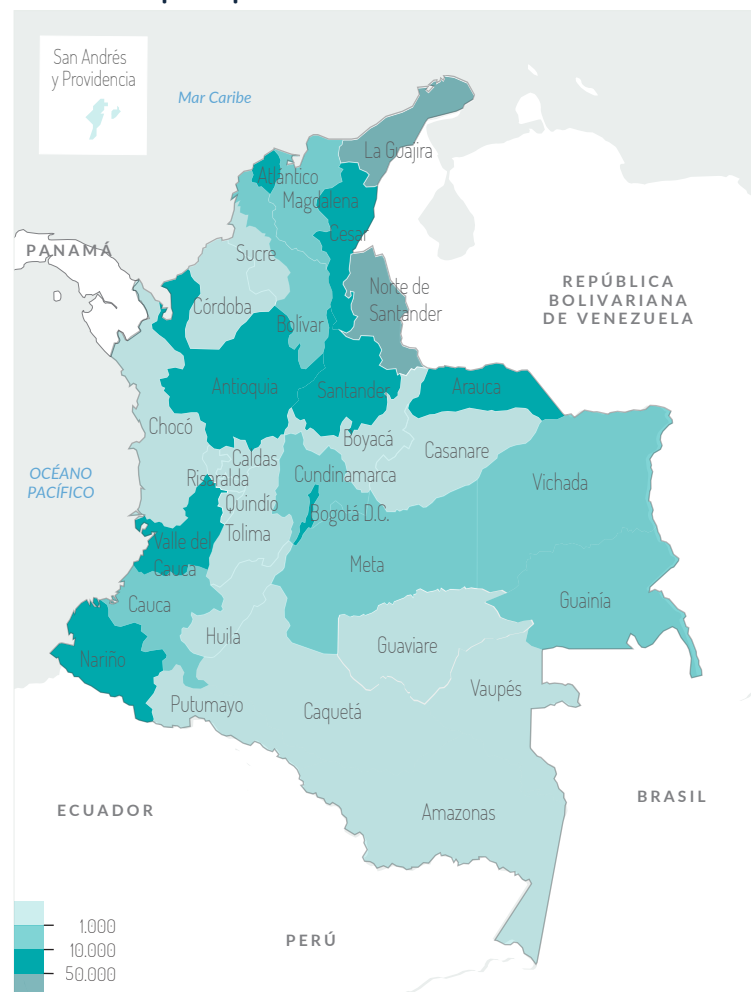 San Andrés
y Providencia
Mar Caribe
La Guajira
Atlántico
Magdalena
Cesar
PANAMÁ
Sucre
Norte de
Santander
REPÚBLICA
BOLIVARIANA
DE VENEZUELA
Córdoba
Bolívar
Antioquia
Santander
Arauca
Chocó
Boyacá
Casanare
Caldas
OCÉANO
PACÍFICO
Risaralda
Cundinamarca
Vichada
Quindío
Bogotá D.C.
Tolima
Valle del
Cauca
Meta
Cauca
Guainía
Huila
Guaviare
Nariño
Vaupés
Putumayo
Caquetá
ECUADOR
BRASIL
Amazonas
PERÚ
1.000
10.000
50.000